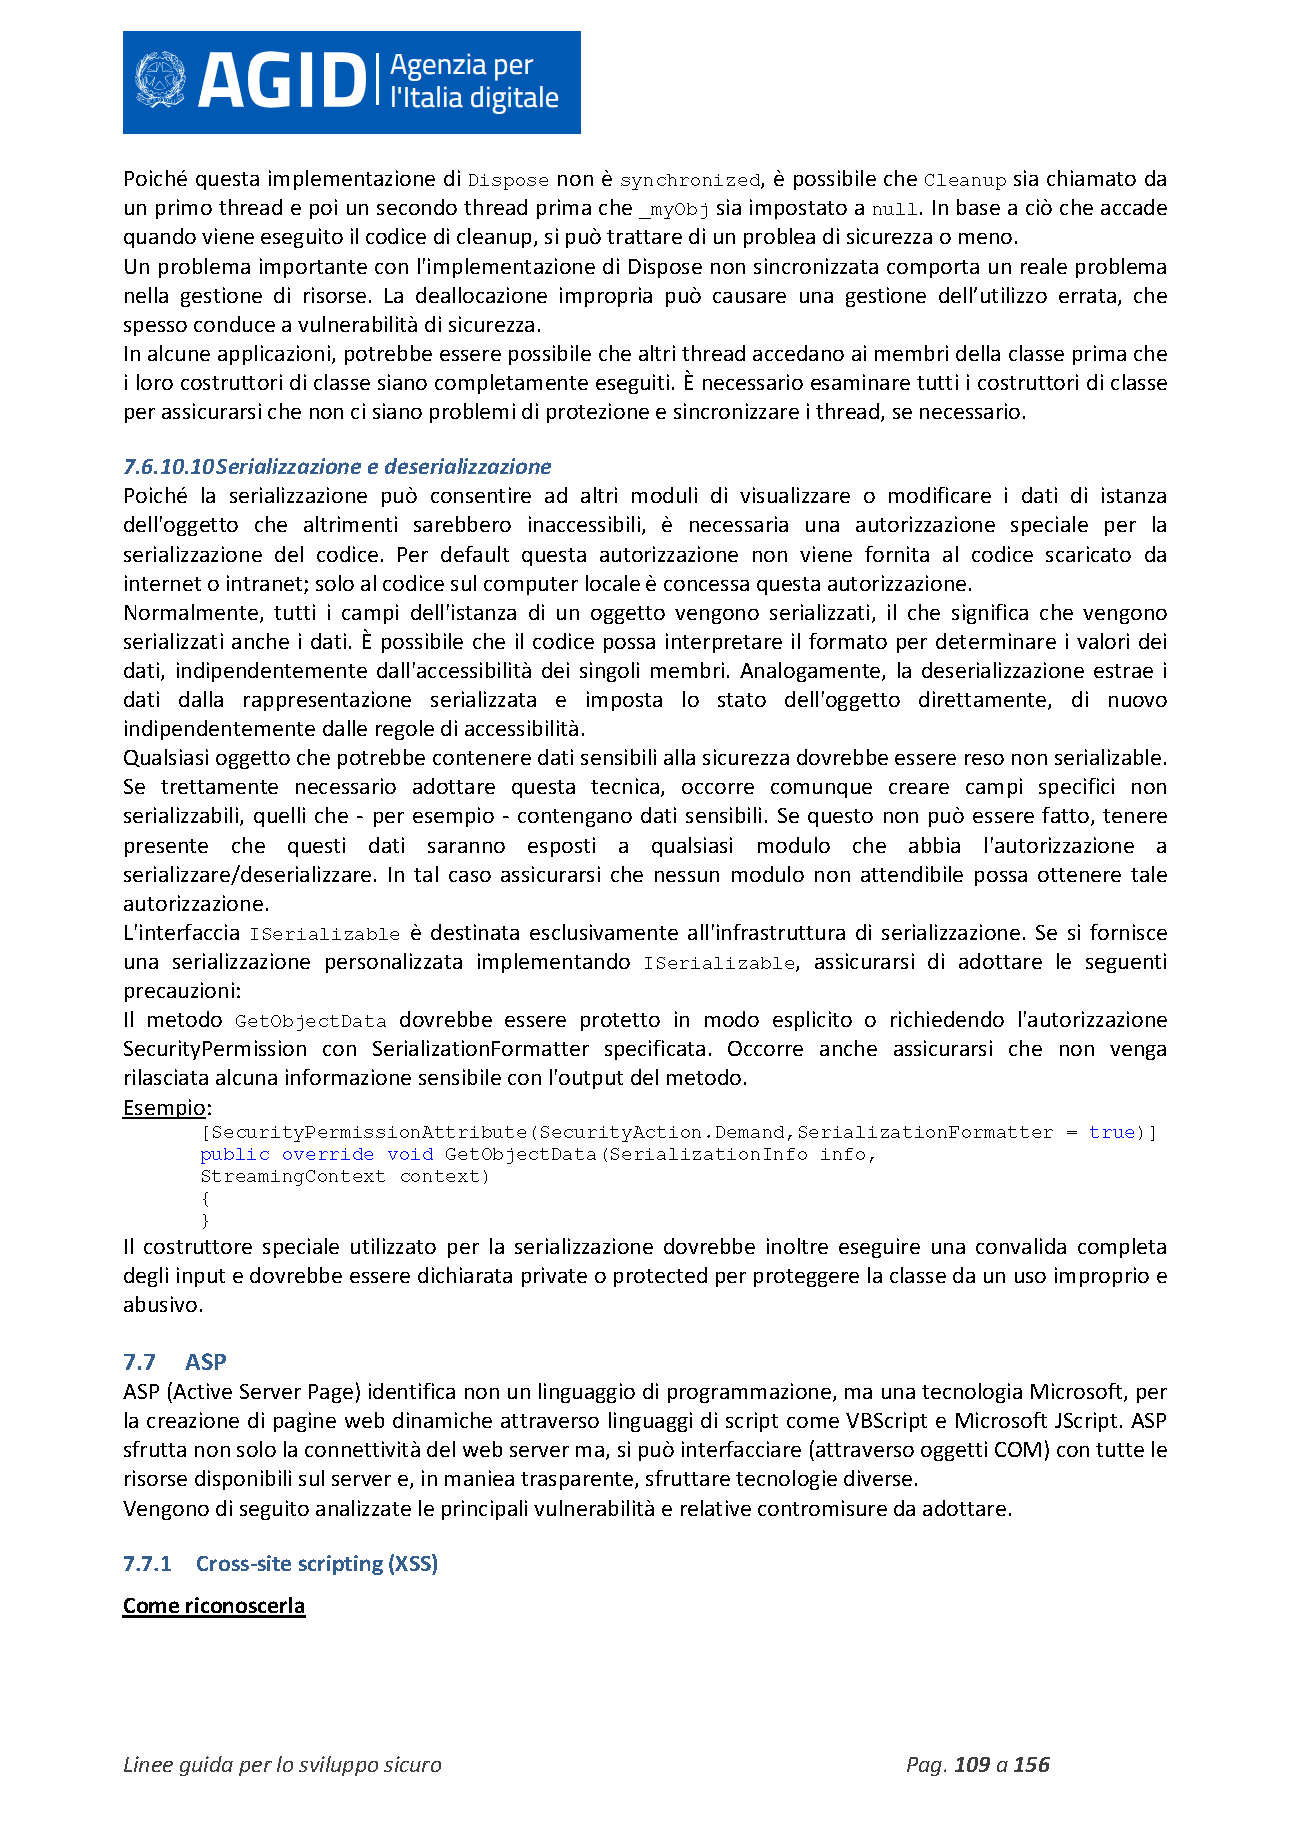 AGID Agenzia per
l'Italia digitale
Poiché questa implementazione di Dispose non è synchronized, è possibile che Cleanup sia chiamato da
un primo thread e poi un secondo thread prima che _myObj sia impostato a null. In base a ciò che accade
quando viene eseguito il codice di cleanup, si può trattare di un problea di sicurezza o meno.
Un problema importante con l'implementazione di Dispose non sincronizzata comporta un reale problema
nella gestione di risorse. La deallocazione impropria può causare una gestione dell’utilizzo errata, che
spesso conduce a vulnerabilità di sicurezza.
In alcune applicazioni, potrebbe essere possibile che altri thread accedano ai membri della classe prima che
i loro costruttori di classe siano completamente eseguiti. È necessario esaminare tutti i costruttori di classe
per assicurarsi che non ci siano problemi di protezione e sincronizzare i thread, se necessario.
7.6.10.10 Serializzazione e deserializzazione
Poiché la serializzazione può consentire ad altri moduli di visualizzare o modificare i dati di istanza
dell'oggetto che altrimenti sarebbero inaccessibili, è necessaria una autorizzazione speciale per la
serializzazione del codice. Per default questa autorizzazione non viene fornita al codice scaricato da
internet o intranet; solo al codice sul computer locale è concessa questa autorizzazione.
Normalmente, tutti i campi dell'istanza di un oggetto vengono serializzati, il che significa che vengono
serializzati anche i dati. È possibile che il codice possa interpretare il formato per determinare i valori dei
dati, indipendentemente dall'accessibilità dei singoli membri. Analogamente, la deserializzazione estrae i
dati dalla rappresentazione serializzata e imposta lo stato dell'oggetto direttamente, di nuovo
indipendentemente dalle regole di accessibilità.
Qualsiasi oggetto che potrebbe contenere dati sensibili alla sicurezza dovrebbe essere reso non serializable.
Se trettamente necessario adottare questa tecnica, occorre comunque creare campi specifici non
serializzabili, quelli che - per esempio - contengano dati sensibili. Se questo non può essere fatto, tenere
presente che questi dati saranno esposti a qualsiasi modulo che abbia l'autorizzazione a
serializzare/deserializzare. In tal caso assicurarsi che nessun modulo non attendibile possa ottenere tale
autorizzazione.
L'interfaccia ISerializable è destinata esclusivamente all'infrastruttura di serializzazione. Se si fornisce
una serializzazione personalizzata implementando ISerializable, assicurarsi di adottare le seguenti
precauzioni:
Il metodo GetObjectData dovrebbe essere protetto in modo esplicito o richiedendo l'autorizzazione
SecurityPermission con SerializationFormatter specificata. Occorre anche assicurarsi che non venga
rilasciata alcuna informazione sensibile con l'output del metodo.
Esempio:
[SecurityPermissionAttribute(SecurityAction.Demand,SerializationFormatter = true)]
public override void GetObjectData(SerializationInfo info,
StreamingContext context)
{
}
Il costruttore speciale utilizzato per la serializzazione dovrebbe inoltre eseguire una convalida completa
degli input e dovrebbe essere dichiarata private o protected per proteggere la classe da un uso improprio e
abusivo.
7.7 ASP
ASP (Active Server Page) identifica non un linguaggio di programmazione, ma una tecnologia Microsoft, per
la creazione di pagine web dinamiche attraverso linguaggi di script come VBScript e Microsoft JScript. ASP
sfrutta non solo la connettività del web server ma, si può interfacciare (attraverso oggetti COM) con tutte le
risorse disponibili sul server e, in maniea trasparente, sfruttare tecnologie diverse.
Vengono di seguito analizzate le principali vulnerabilità e relative contromisure da adottare.
7.7.1 Cross-site scripting (XSS)
Come riconoscerla
Linee guida per lo sviluppo sicuro Pag. 109 a 156